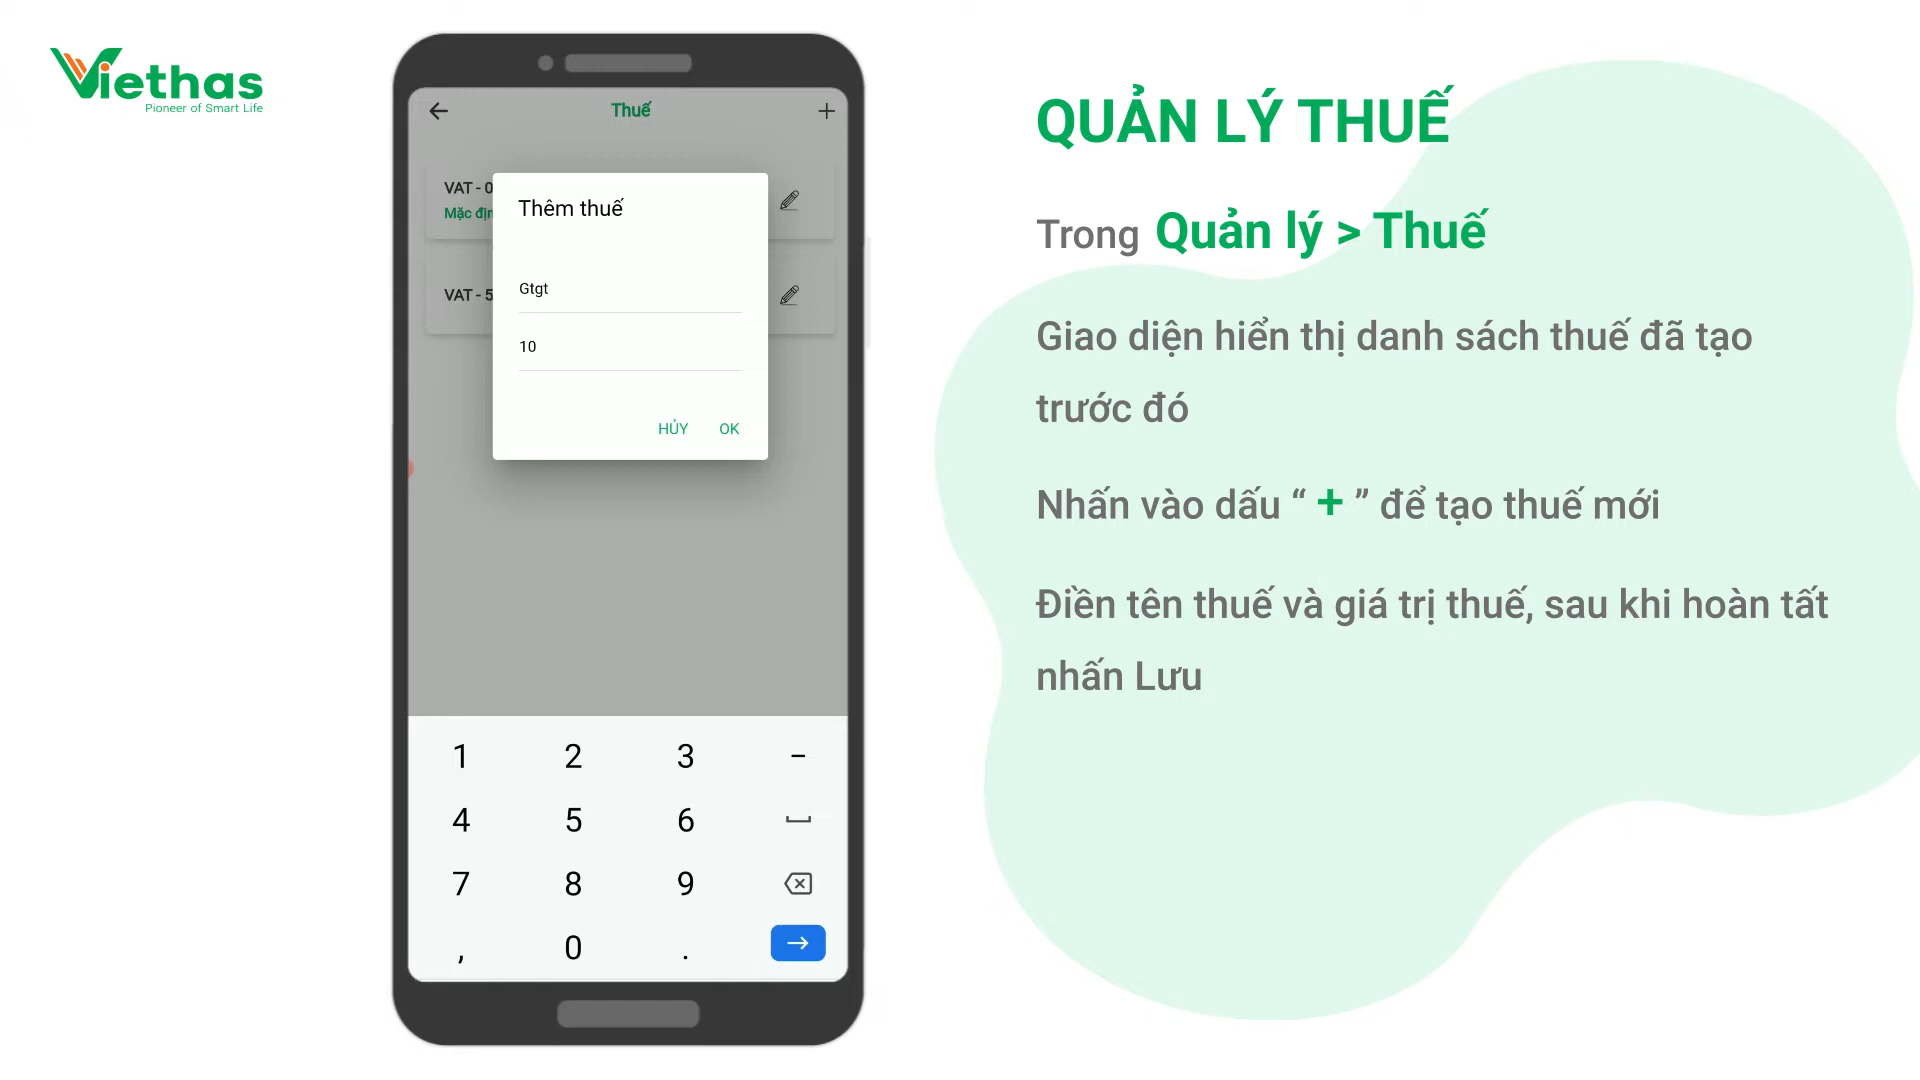 Viethas
Pioneer of Smart Life
Thuế
VAT - 0
Mặc địn
VAT - 5
Thêm thuế
Gtgt
10
HỦY OK
1 2 3 –
4 5 6
7 8 9
, 0 .
QUẢN LÝ THUẾ
Trong Quản lý > Thuế
Giao diện hiển thị danh sách thuế đã tạo
trước đó
Nhấn vào dấu “ + ” để tạo thuế mới
Điền tên thuế và giá trị thuế, sau khi hoàn tất
nhấn Lưu